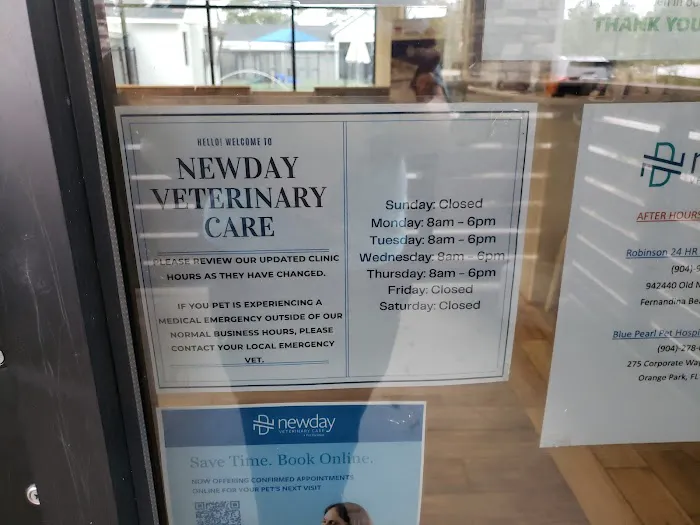 THANK YOU
HELLO! WELCOME TO
NEWDAY
VETERINARY
CARE
PLEASE REVIEW OUR UPDATED CLINIC
HOURS AS THEY HAVE CHANGED.
IF YOU PET IS EXPERIENCING A
MEDICAL EMERGENCY OUTSIDE OF OUR
NORMAL BUSINESS HOURS, PLEASE
CONTACT YOUR LOCAL EMERGENCY
VET.
Sunday: Closed
Monday: 8am - 6pm
Tuesday: 8am - 6pm
Wednesday: 8am - 6pm
Thursday: 8am - 6pm
Friday: Closed
Saturday: Closed
AFTER HOURS
Robinson 24 HR
(904)-
942440 Old
Fernandina
Blue Pearl Pet
(904)-278-
275 Corporate Way
Orange Park, FL
newday
VETERINARY CARE
Save Time. Book Online.
NOW OFFERING CONFIRMED APPOINTMENTS
ONLINE FOR YOUR PET'S NEXT VISIT